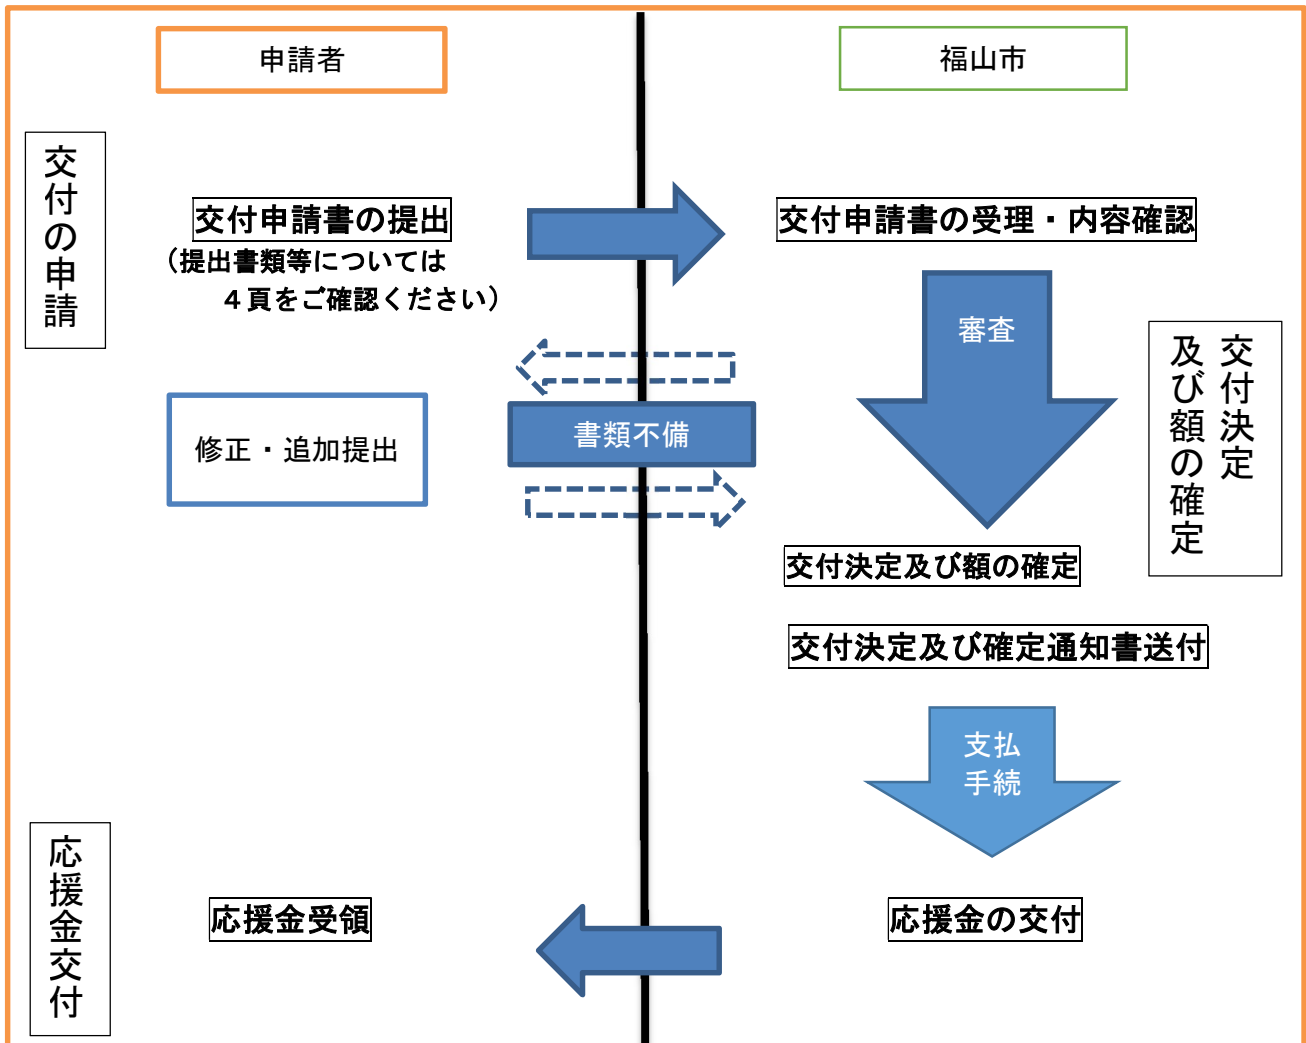 申請者
福山市
交付の申請
交付申請書の提出
（提出書類等については
４頁をご確認ください）
交付申請書の受理・内容確認
審査
交付決定
及び額の確定
書類不備
修正・追加提出
交付決定及び額の確定
交付決定及び確定通知書送付
支払
手続
応援金交付
応援金受領
応援金の交付